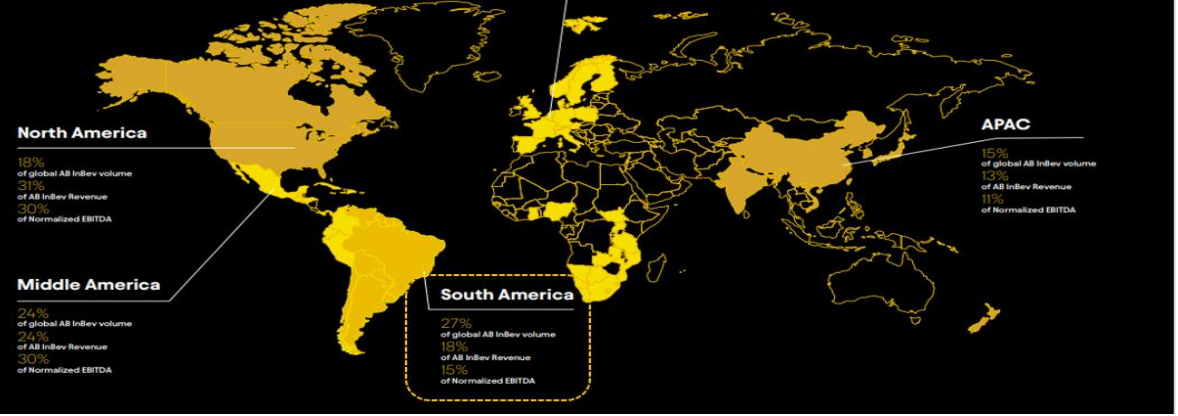 North America
18%
of global AB InBev volume
31%
of AB InBev Revenue
30%
of Normalized EBITDA
Middle America
24%
of global AB InBev volume
24%
of AB InBev Revenue
30%
of Normalized EBITDA
South America
27%
of global AB InBev volume
18%
of AB InBev Revenue
15%
of Normalized EBITDA
APAC
15%
of global AB InBev volume
13%
of AB InBev Revenue
11%
of Normalized EBITDA